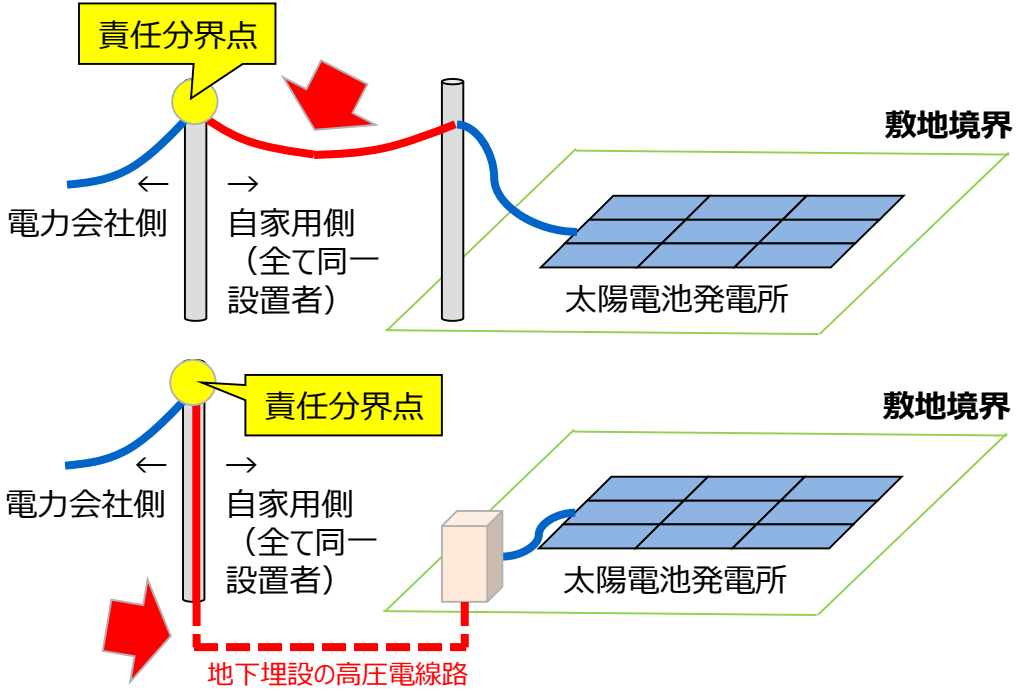 責任分界点
敷地境界
← →
電力会社側
自家用側
（全て同一
設置者）
太陽電池発電所
責任分界点
敷地境界
← →
電力会社側
自家用側
（全て同一
設置者）
太陽電池発電所
地下埋設の高圧電線路